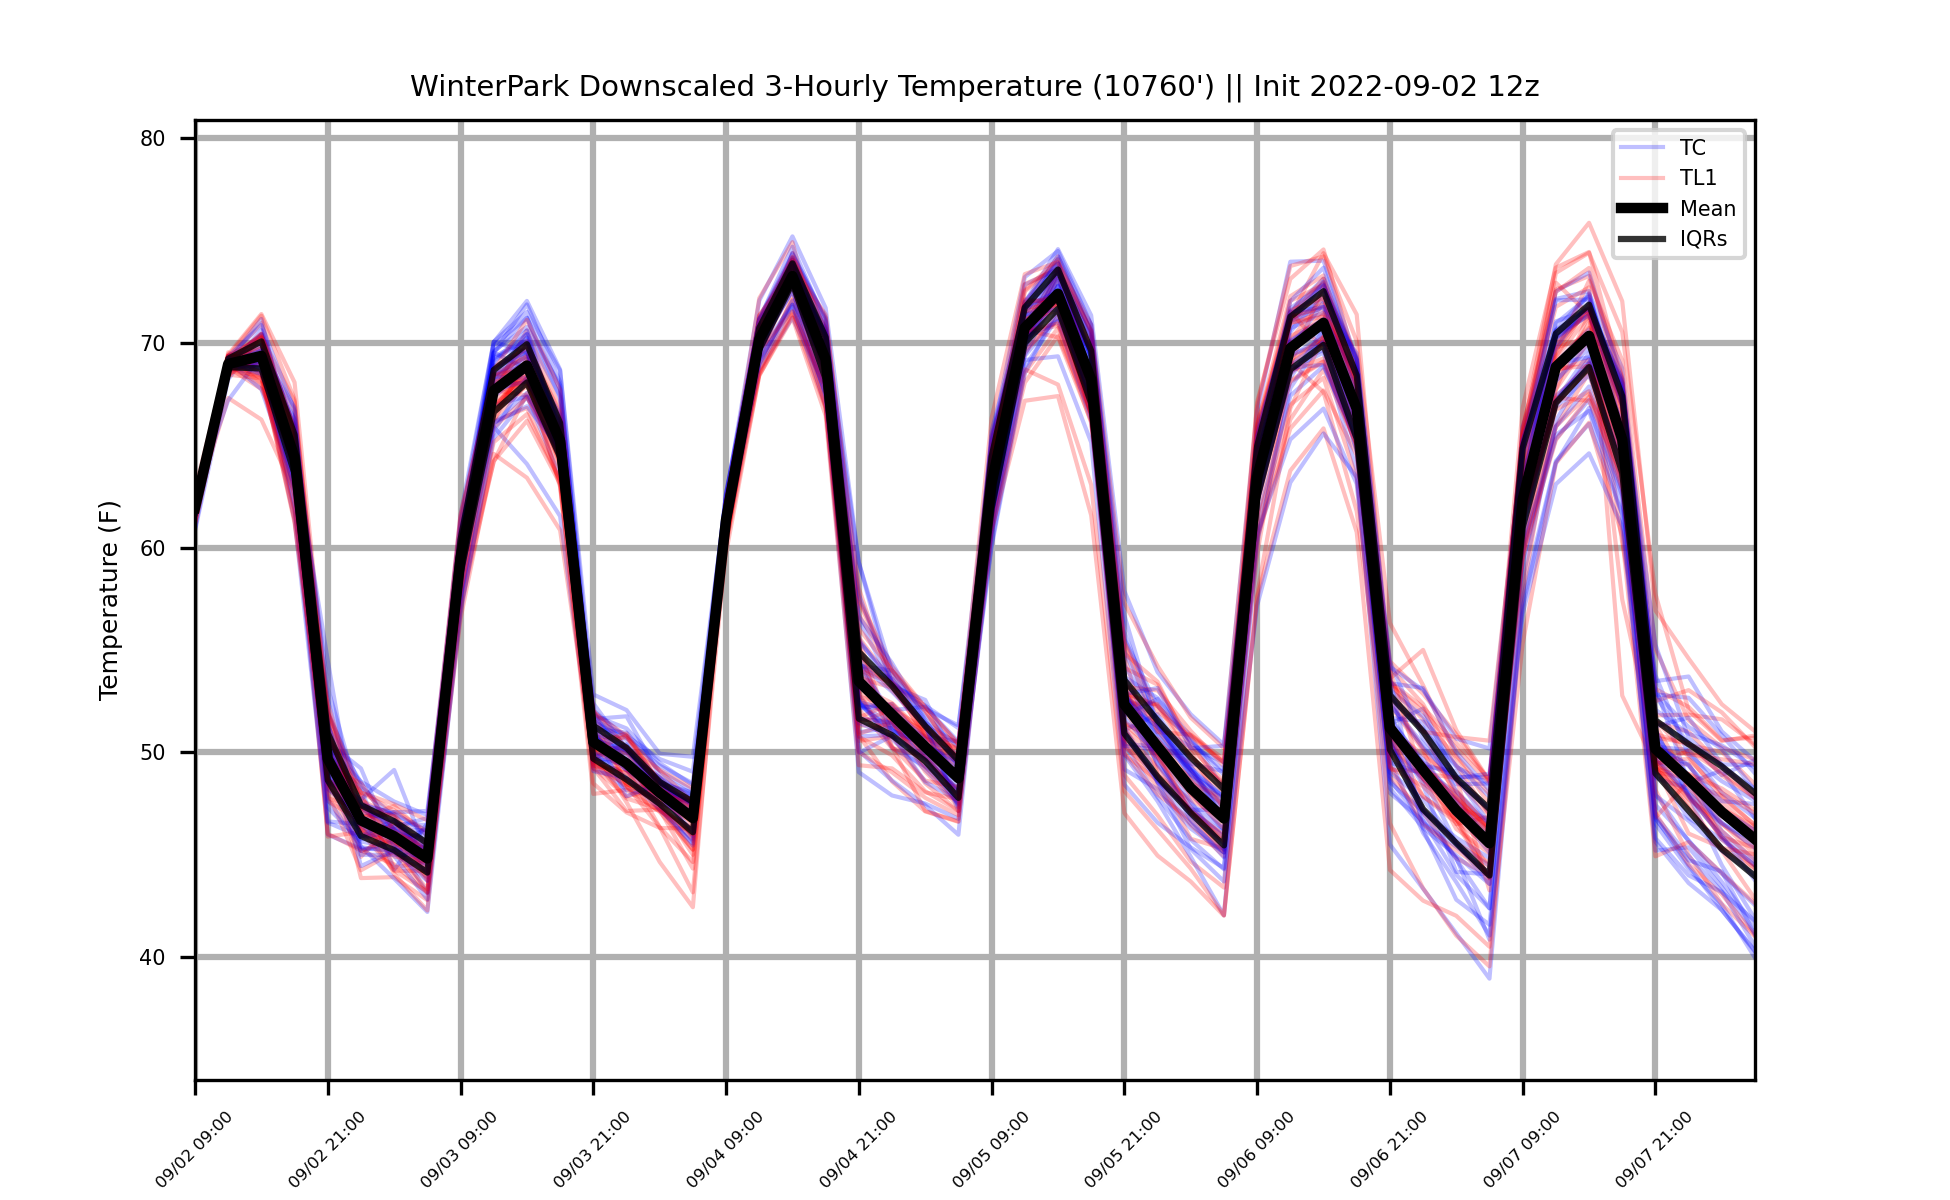 WinterPark Downscaled 3-Hourly Temperature (10760') || Init 2022-09-02 12z
80
70
60
50
40
Temperature (F)
TC
TL1
Mean
IQRs
09/02 09:00
09/02 21:00
09/03 09:00
09/03 21:00
09/04 09:00
09/04 21:00
09/05 09:00
09/05 21:00
09/06 09:00
09/06 21:00
09/07 09:00
09/07 21:00